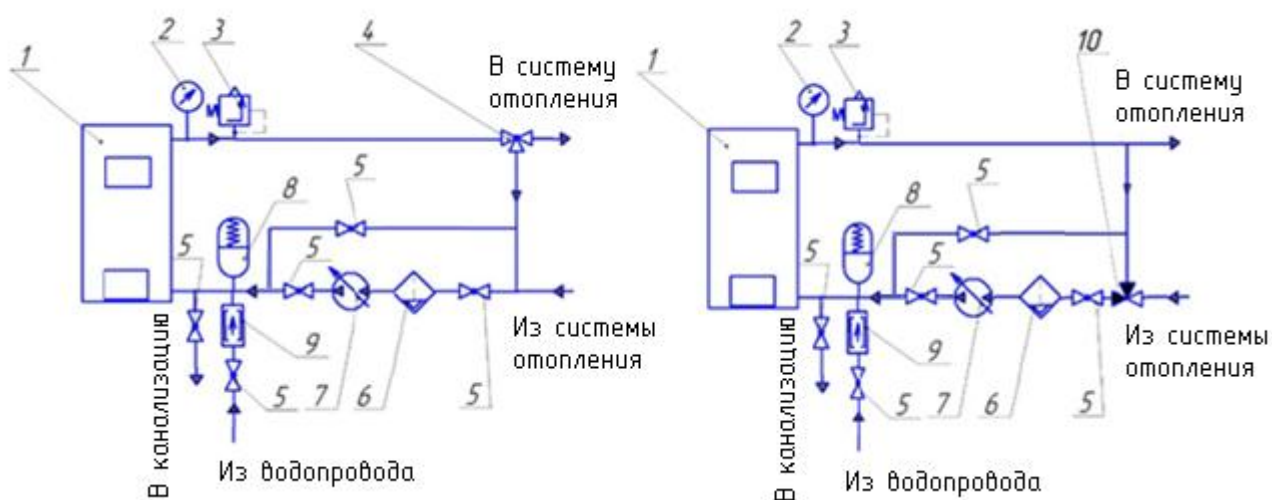 1
2
3
4
В систему
отопления
5
8
5
5
Из системы
отопления
9
5
7
6
5
В канализацию
Из водопровода
1
2
3
10
В систему
отопления
5
8
5
5
Из системы
отопления
9
5
7
6
5
В канализацию
Из водопровода